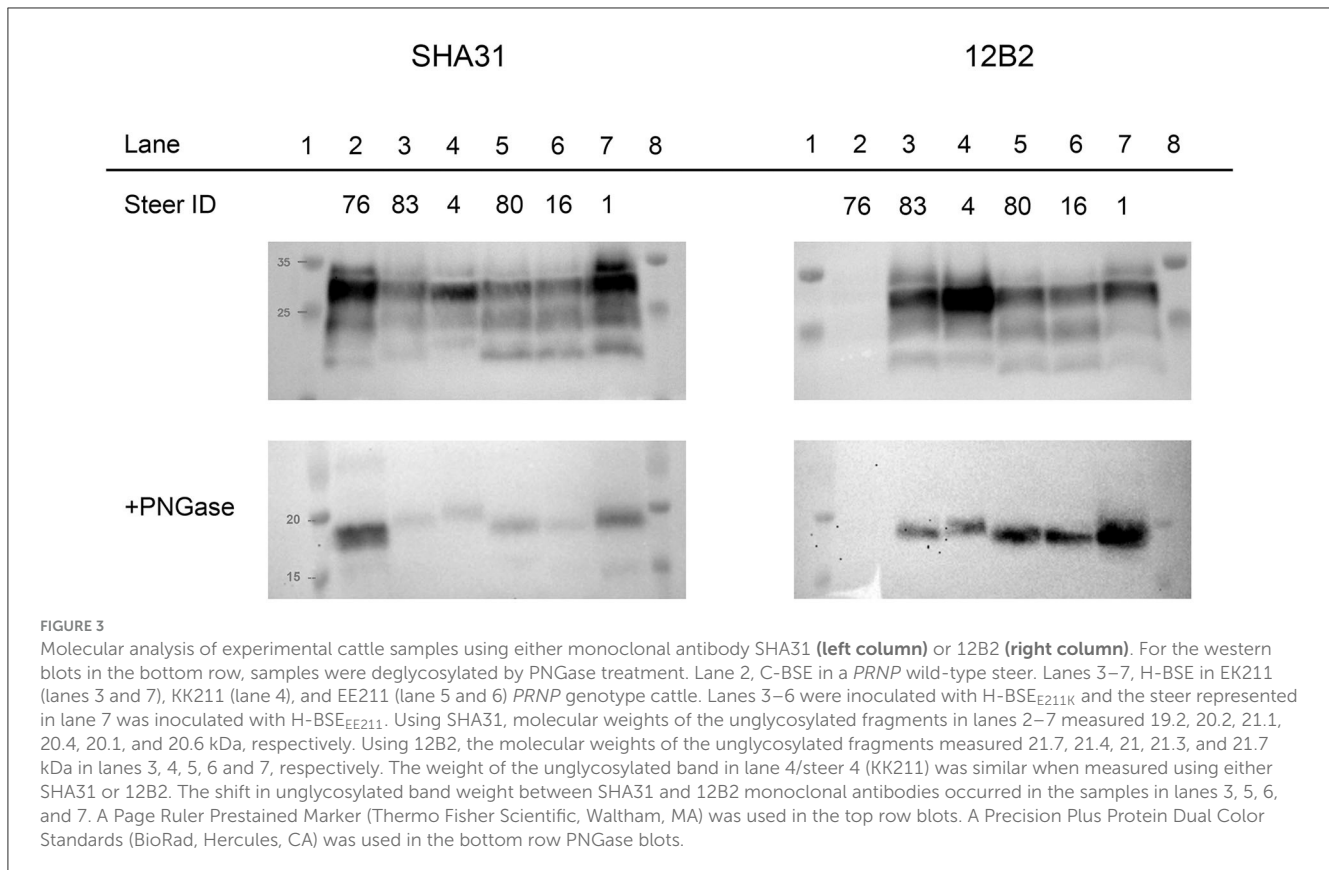 SHA31 12B2
Lane 1 2 3 4 5 6 7 8 1 2 3 4 5 6 7 8
Steer ID 76 83 4 80 16 1 76 83 4 80 16 1
35
25
+PNGase
20
15
FIGURE 3
Molecular analysis of experimental cattle samples using either monoclonal antibody SHA31 (left column) or 12B2 (right column). For the western
blots in the bottom row, samples were deglycosylated by PNGase treatment. Lane 2, C-BSE in a PRNP wild-type steer. Lanes 3–7, H-BSE in EK211
(lanes 3 and 7), KK211 (lane 4), and EE211 (lane 5 and 6) PRNP genotype cattle. Lanes 3–6 were inoculated with H-BSEE211K and the steer represented
in lane 7 was inoculated with H-BSEEE211. Using SHA31, molecular weights of the unglycosylated fragments in lanes 2–7 measured 19.2, 20.2, 21.1,
20.4, 20.1, and 20.6 kDa, respectively. Using 12B2, the molecular weights of the unglycosylated fragments measured 21.7, 21.4, 21, 21.3, and 21.7
kDa in lanes 3, 4, 5, 6 and 7, respectively. The weight of the unglycosylated band in lane 4/steer 4 (KK211) was similar when measured using either
SHA31 or 12B2. The shift in unglycosylated band weight between SHA31 and 12B2 monoclonal antibodies occurred in the samples in lanes 3, 5, 6,
and 7. A Page Ruler Prestained Marker (Thermo Fisher Scientific, Waltham, MA) was used in the top row blots. A Precision Plus Protein Dual Color
Standards (BioRad, Hercules, CA) was used in the bottom row PNGase blots.